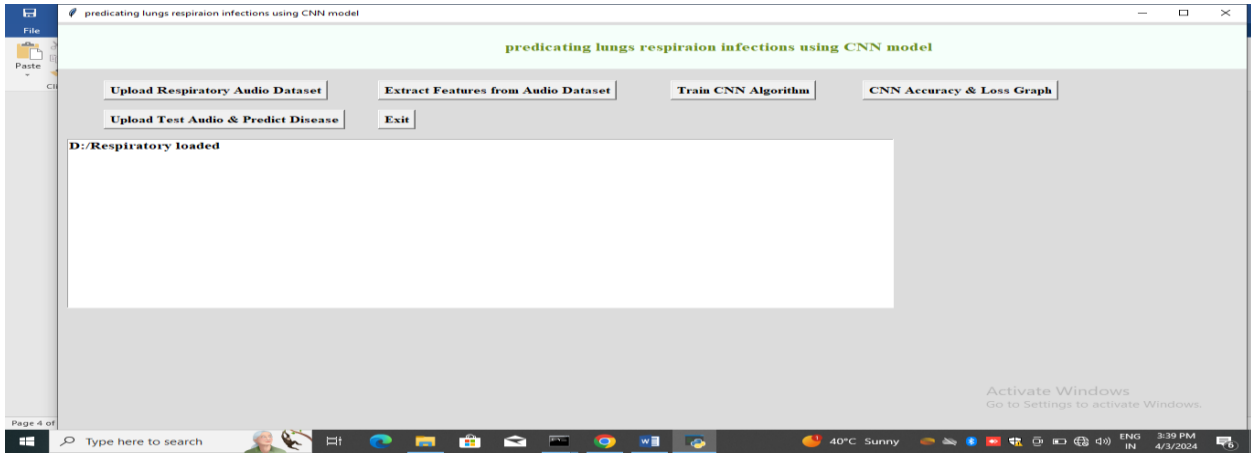 File
predicating lungs respiraion infections using CNN model
Paste
predicating lungs respiraion infections using CNN model
Upload Respiratory Audio Dataset
Extract Features from Audio Dataset
Train CNN Algorithm
CNN Accuracy & Loss Graph
Upload Test Audio & Predict Disease
Exit
D:/Respiratory loaded
Activate Windows
Go to Settings to activate Windows.
Page 4 of
Type here to search
40°C Sunny
ENG
IN
3:39 PM
4/3/2024